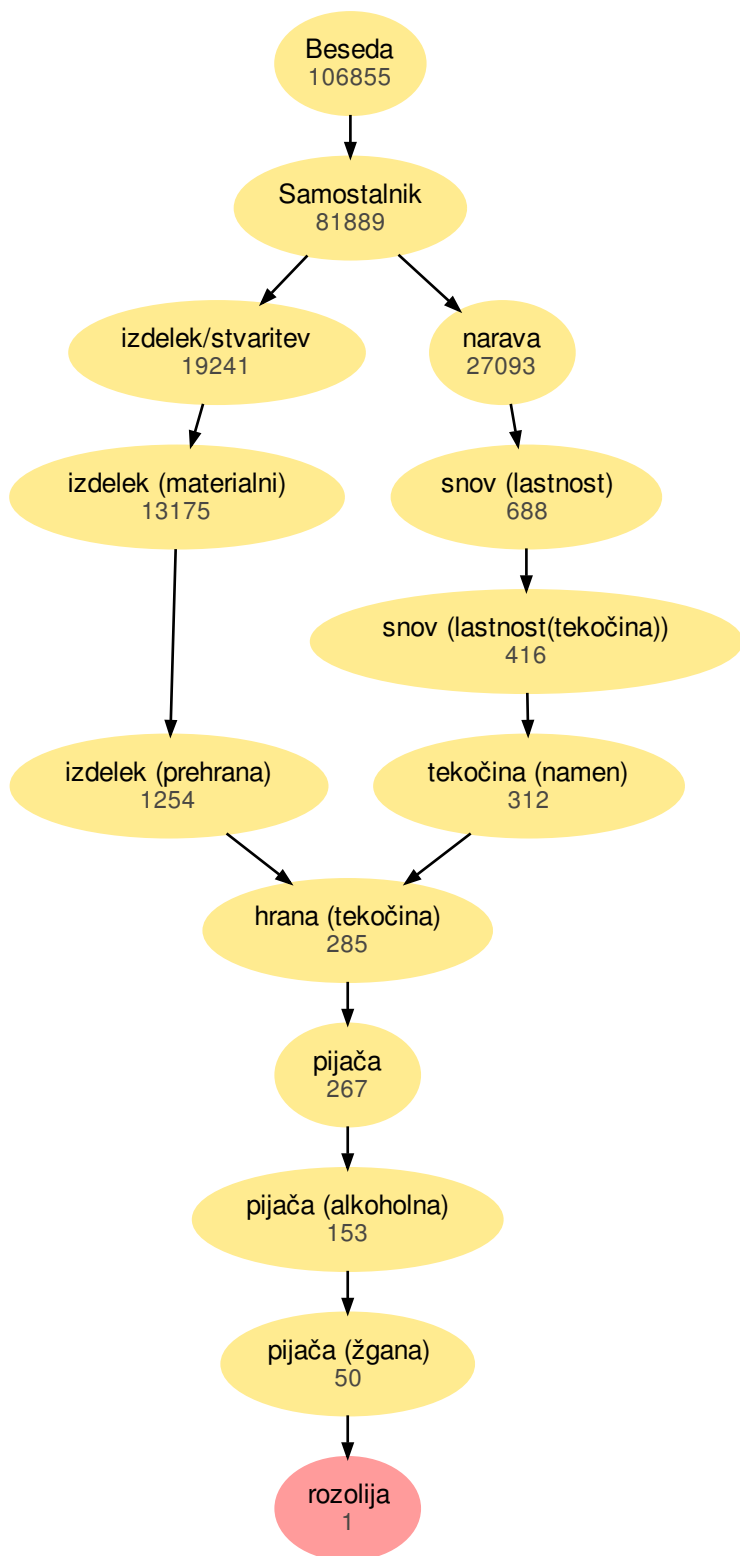 Beseda
106855
Samostalnik
81889
izdelek/stvaritev
19241
narava
27093
izdelek (materialni)
13175
snov (lastnost)
688
snov (lastnost(tekočina))
416
izdelek (prehrana)
1254
tekočina (namen)
312
hrana (tekočina)
285
pijača
267
pijača (alkoholna)
153
pijača (žgana)
50
rozolija
1